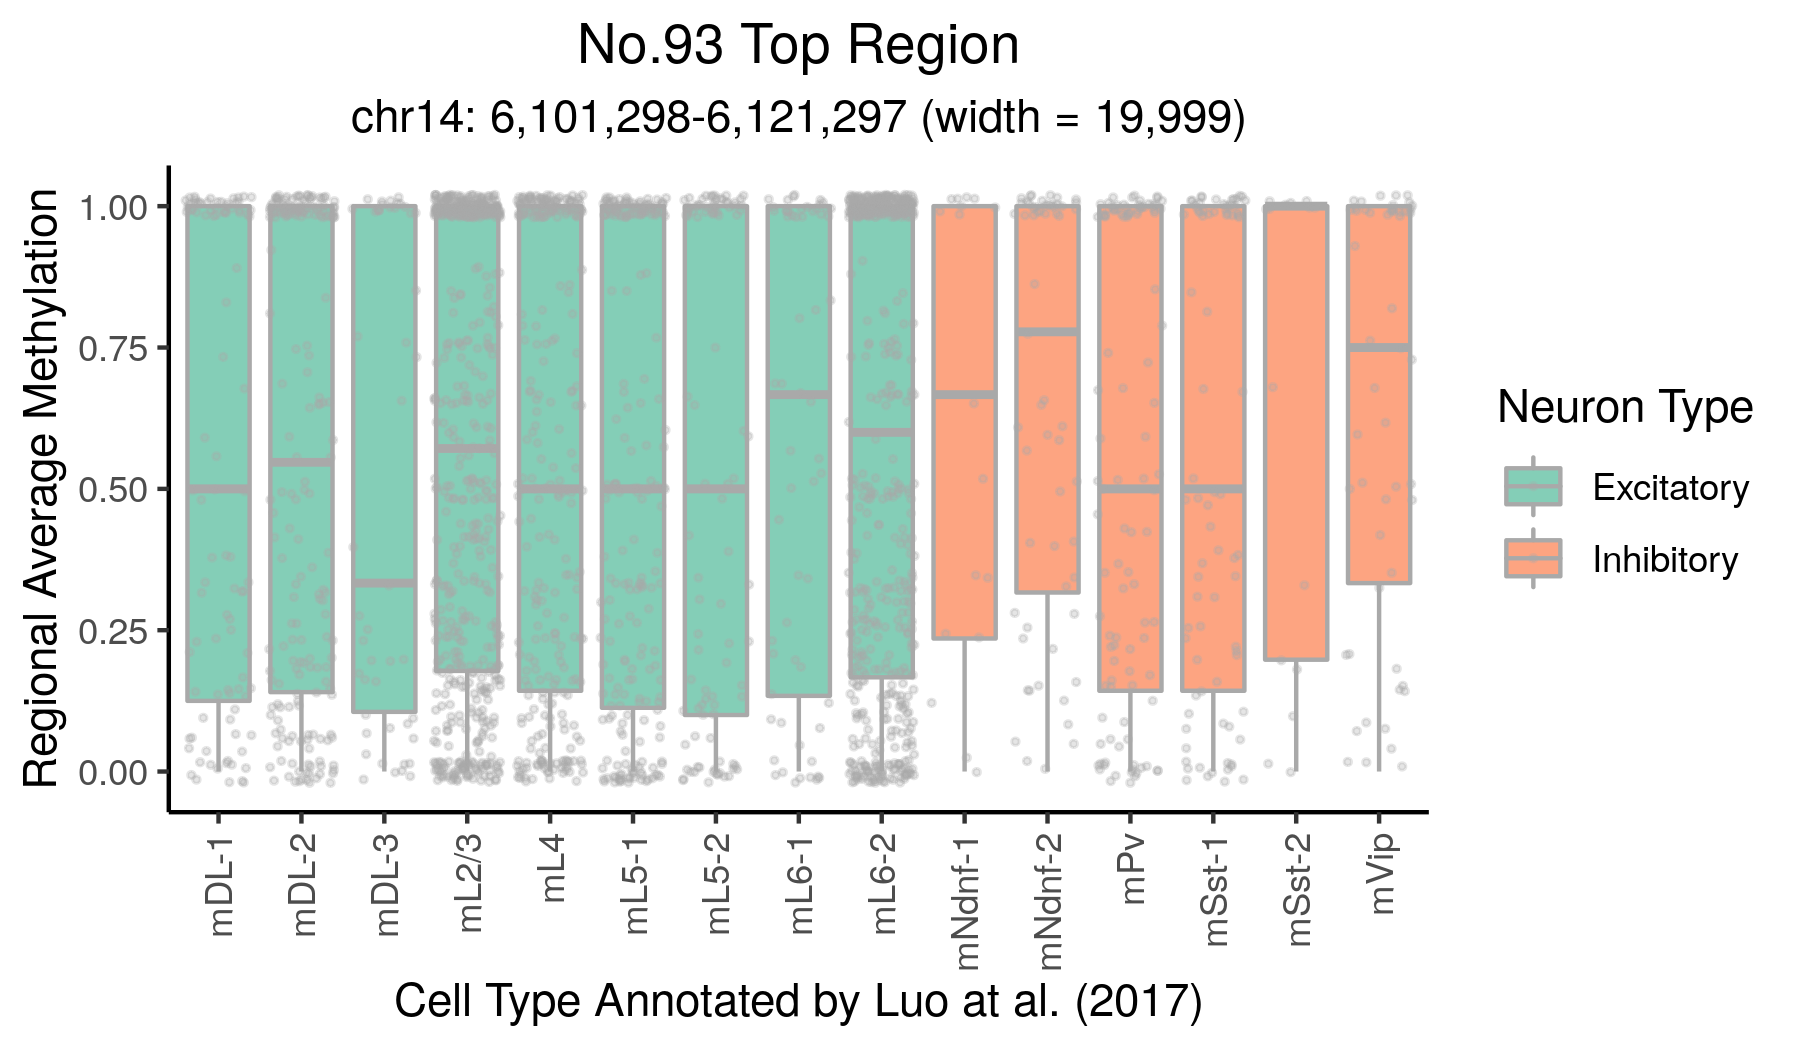 No.93 Top Region
chr14: 6,101,298-6,121,297 (width = 19,999)
Regional Average Methylation
1.00
0.75
0.50
0.25
0.00
mDL-1
mDL-2
mDL-3
mL2/3
mL4
mL5-1
mL5-2
mL6-1
mL6-2
mNdnf-1
mNdnf-2
mPv
mSst-1
mSst-2
mVip
Cell Type Annotated by Luo at al. (2017)
Neuron Type
Excitatory
Inhibitory